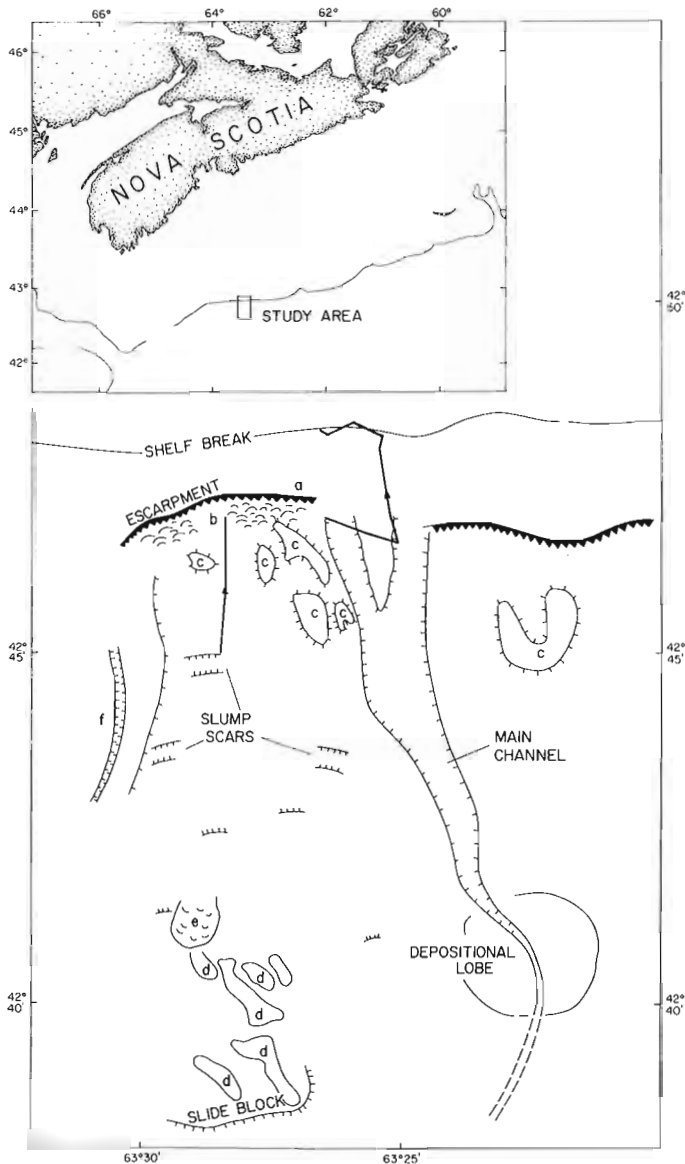 66° 64° 62° 60°
46°
45°
44°
43°
42°
NOVA SCOTIA
STUDY AREA
42° 50'
SHELF BREAK
ESCARPMENT
a
b
c
c
c
c
c
c
42° 45'
42° 45'
f
SLUMP SCARS
MAIN CHANNEL
e
d
d
d
DEPOSITIONAL LOBE
42° 40'
42° 40'
d
d
SLIDE BLOCK
63°30' 63°25'